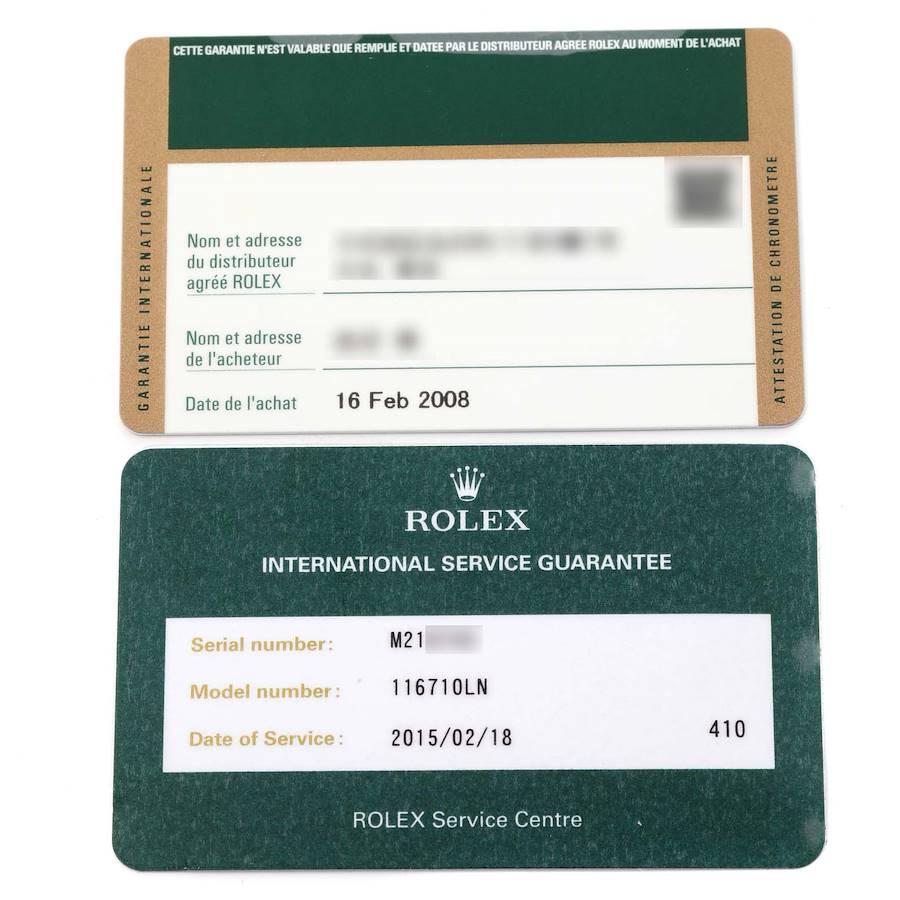 CETTE GARANTIE N'EST VALABLE QUE REMPLIE ET DATEE PAR LE DISTRIBUTEUR AGREE ROLEX AU MOMENT DE L'ACHAT
GARANTIE INTERNATIONALE
Nom et adresse
du distributeur
agréé ROLEX
Nom et adresse
de l'acheteur
Date de l'achat 16 Feb 2008
ATTESTATION DE CHRONOMETRE
ROLEX
INTERNATIONAL SERVICE GUARANTEE
Serial number: M21
Model number: 116710LN
Date of Service: 2015/02/18 410
ROLEX Service Centre